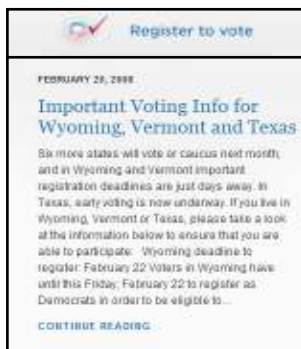 Register to vote
FEBRUARY 20, 2008
Important Voting Info for
Wyoming, Vermont and Texas
Six more states will vote or caucus next month,
and in Wyoming and Vermont important
registration deadlines are just days away. In
Texas, early voting is now underway. If you live in
Wyoming, Vermont or Texas, please take a look
at the information below to ensure that you are
able to participate: Wyoming deadline to
register: February 22 Voters in Wyoming have
until this Friday, February 22 to register as
Democrats in order to be eligible to...
CONTINUE READING